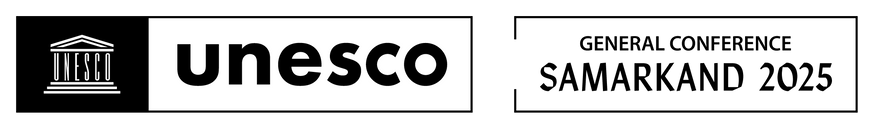 UNESCO
unesco
GENERAL CONFERENCE
SAMARKAND 2025